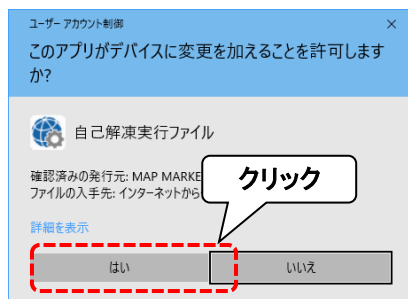 ユーザー アカウント制御
このアプリがデバイスに変更を加えることを許可します
か?
自己解凍実行ファイル
確認済みの発行元: MAP MARKE
ファイルの入手先: インターネットから
クリック
詳細を表示
はい
いいえ